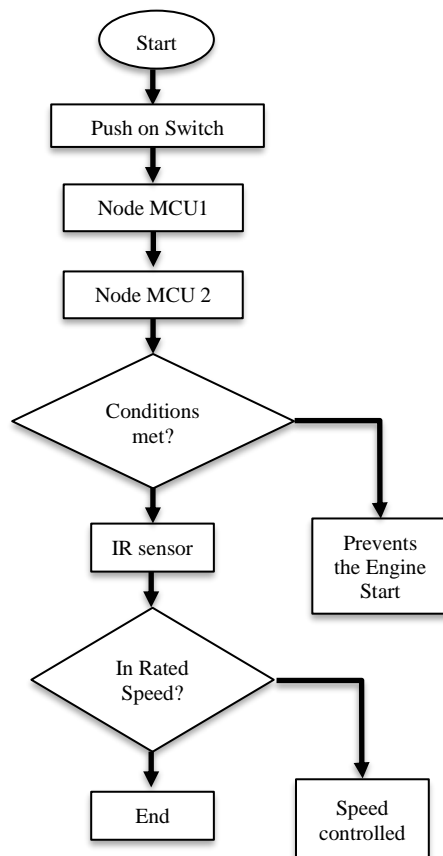 Start
Push on Switch
Node MCU1
Node MCU 2
Conditions
met?
IR sensor
Prevents
the Engine
Start
In Rated
Speed?
End
Speed
controlled